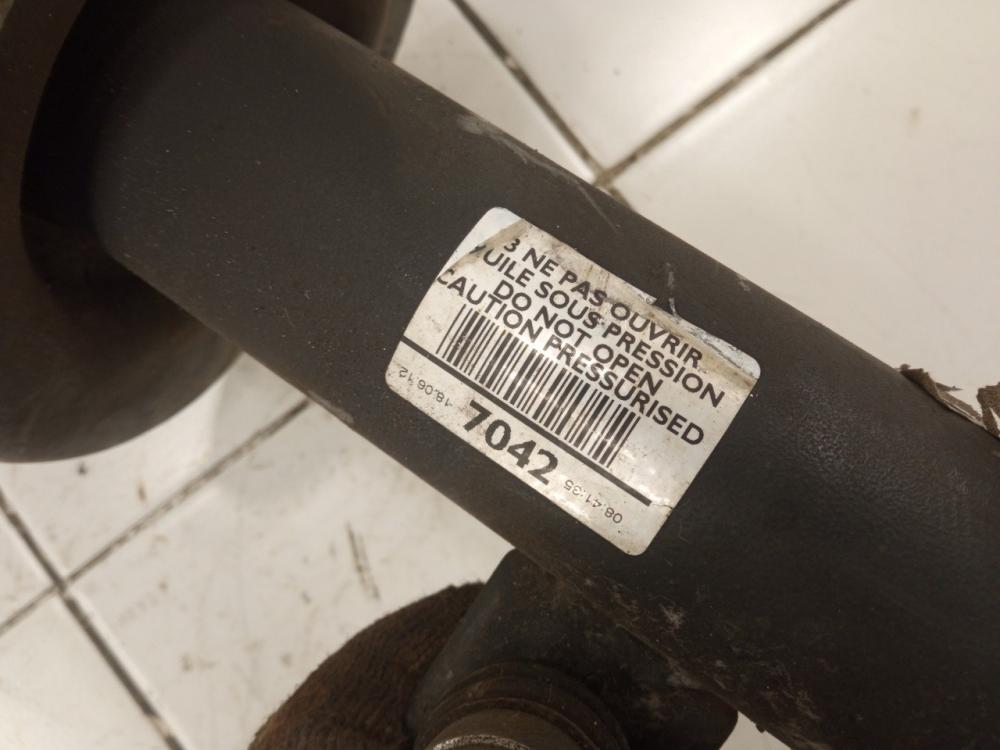 3 NE PAS OUVRIR
HUILE SOUS PRESSION
DO NOT OPEN
CAUTION PRESSURISED
18.06.12
7042
08:41:35